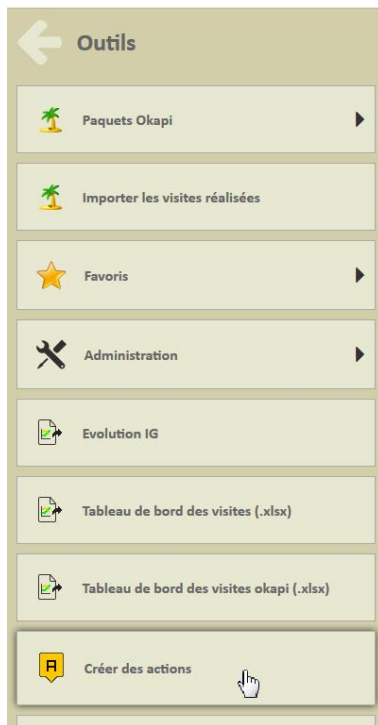 Outils
Paquets Okapi
Importer les visites réalisées
Favoris
Administration
Evolution IG
Tableau de bord des visites (.xlsx)
Tableau de bord des visites okapi (.xlsx)
A
Créer des actions